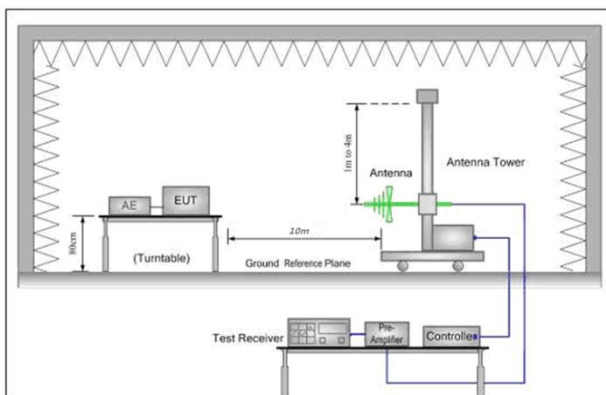 1m to 4m
Antenna
Antenna Tower
AE
EUT
80cm
(Turntable)
10m
Ground Reference Plane
Test Receiver
Pre-
Amplifier
Controller